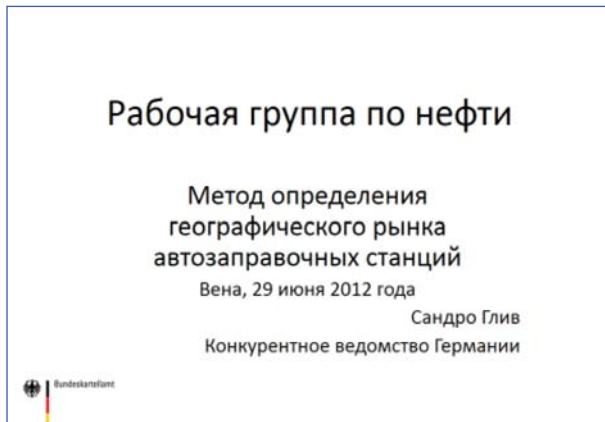 Рабочая группа по нефти
Метод определения
географического рынка
автозаправочных станций
Вена, 29 июня 2012 года
Сандро Глив
Конкурентное ведомство Германии
Bundeskartellamt